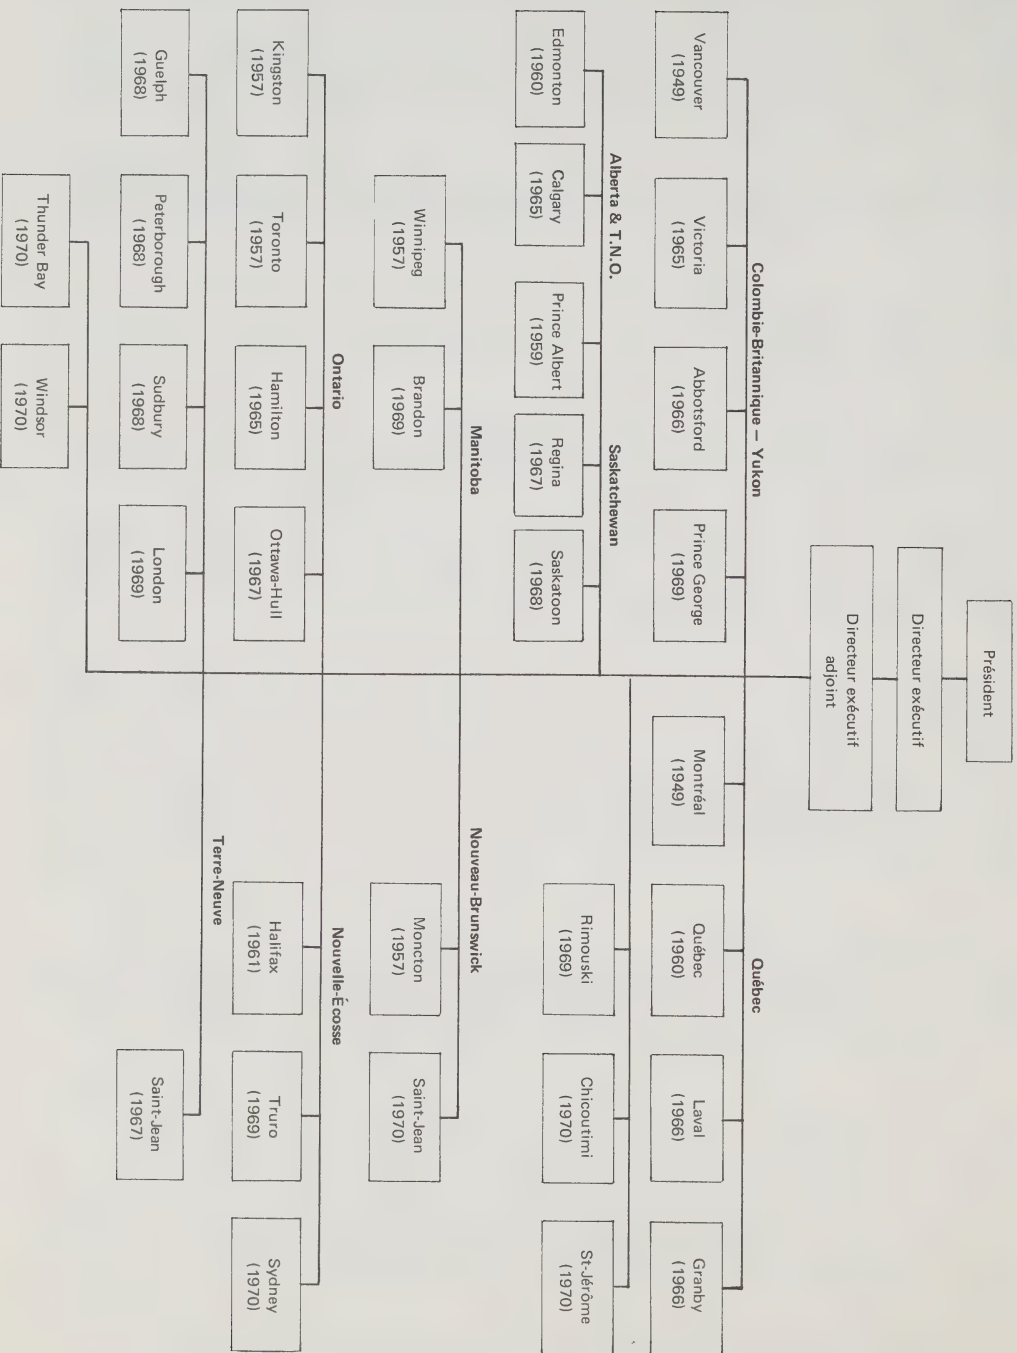 Président
Directeur exécutif
Directeur exécutif
adjoint
Colombie-Britannique — Yukon
Vancouver
(1949)
Victoria
(1965)
Abbotsford
(1966)
Prince George
(1969)
Québec
Montréal
(1949)
Québec
(1960)
Laval
(1966)
Granby
(1966)
Rimouski
(1969)
Chicoutimi
(1970)
St-Jérôme
(1970)
Alberta & T.N.O.
Edmonton
(1960)
Calgary
(1965)
Saskatchewan
Prince Albert
(1959)
Regina
(1967)
Saskatoon
(1968)
Manitoba
Winnipeg
(1957)
Brandon
(1969)
Nouveau-Brunswick
Moncton
(1957)
Saint-Jean
(1970)
Ontario
Kingston
(1957)
Toronto
(1957)
Hamilton
(1965)
Ottawa-Hull
(1967)
Nouvelle-Écosse
Halifax
(1961)
Truro
(1969)
Sydney
(1970)
Guelph
(1968)
Peterborough
(1968)
Sudbury
(1968)
London
(1969)
Terre-Neuve
Saint-Jean
(1967)
Thunder Bay
(1970)
Windsor
(1970)